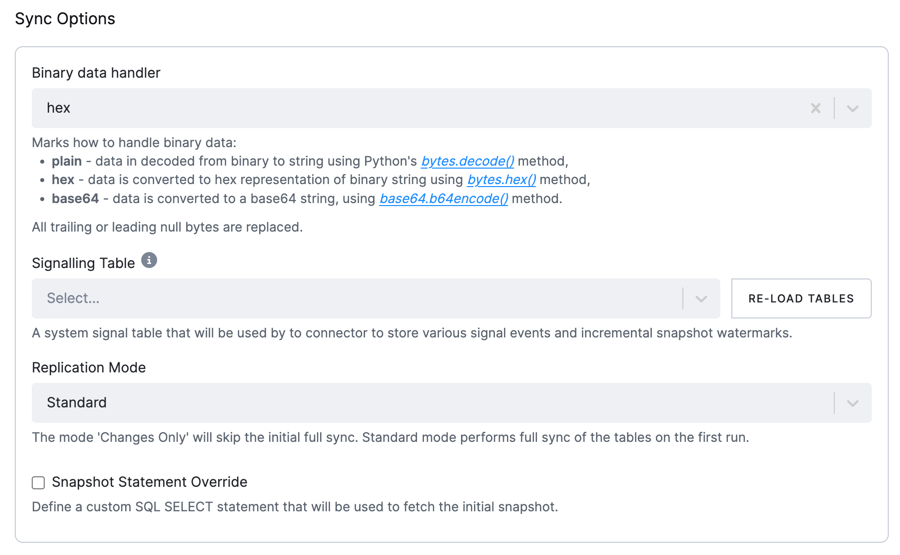 Sync Options
Binary data handler
hex
Marks how to handle binary data:
• plain - data in decoded from binary to string using Python's bytes.decode() method,
• hex - data is converted to hex representation of binary string using bytes.hex() method,
• base64 - data is converted to a base64 string, using base64.b64encode() method.
All trailing or leading null bytes are replaced.
Signalling Table
Select...
RE-LOAD TABLES
A system signal table that will be used by to connector to store various signal events and incremental snapshot watermarks.
Replication Mode
Standard
The mode 'Changes Only' will skip the initial full sync. Standard mode performs full sync of the tables on the first run.
Snapshot Statement Override
Define a custom SQL SELECT statement that will be used to fetch the initial snapshot.